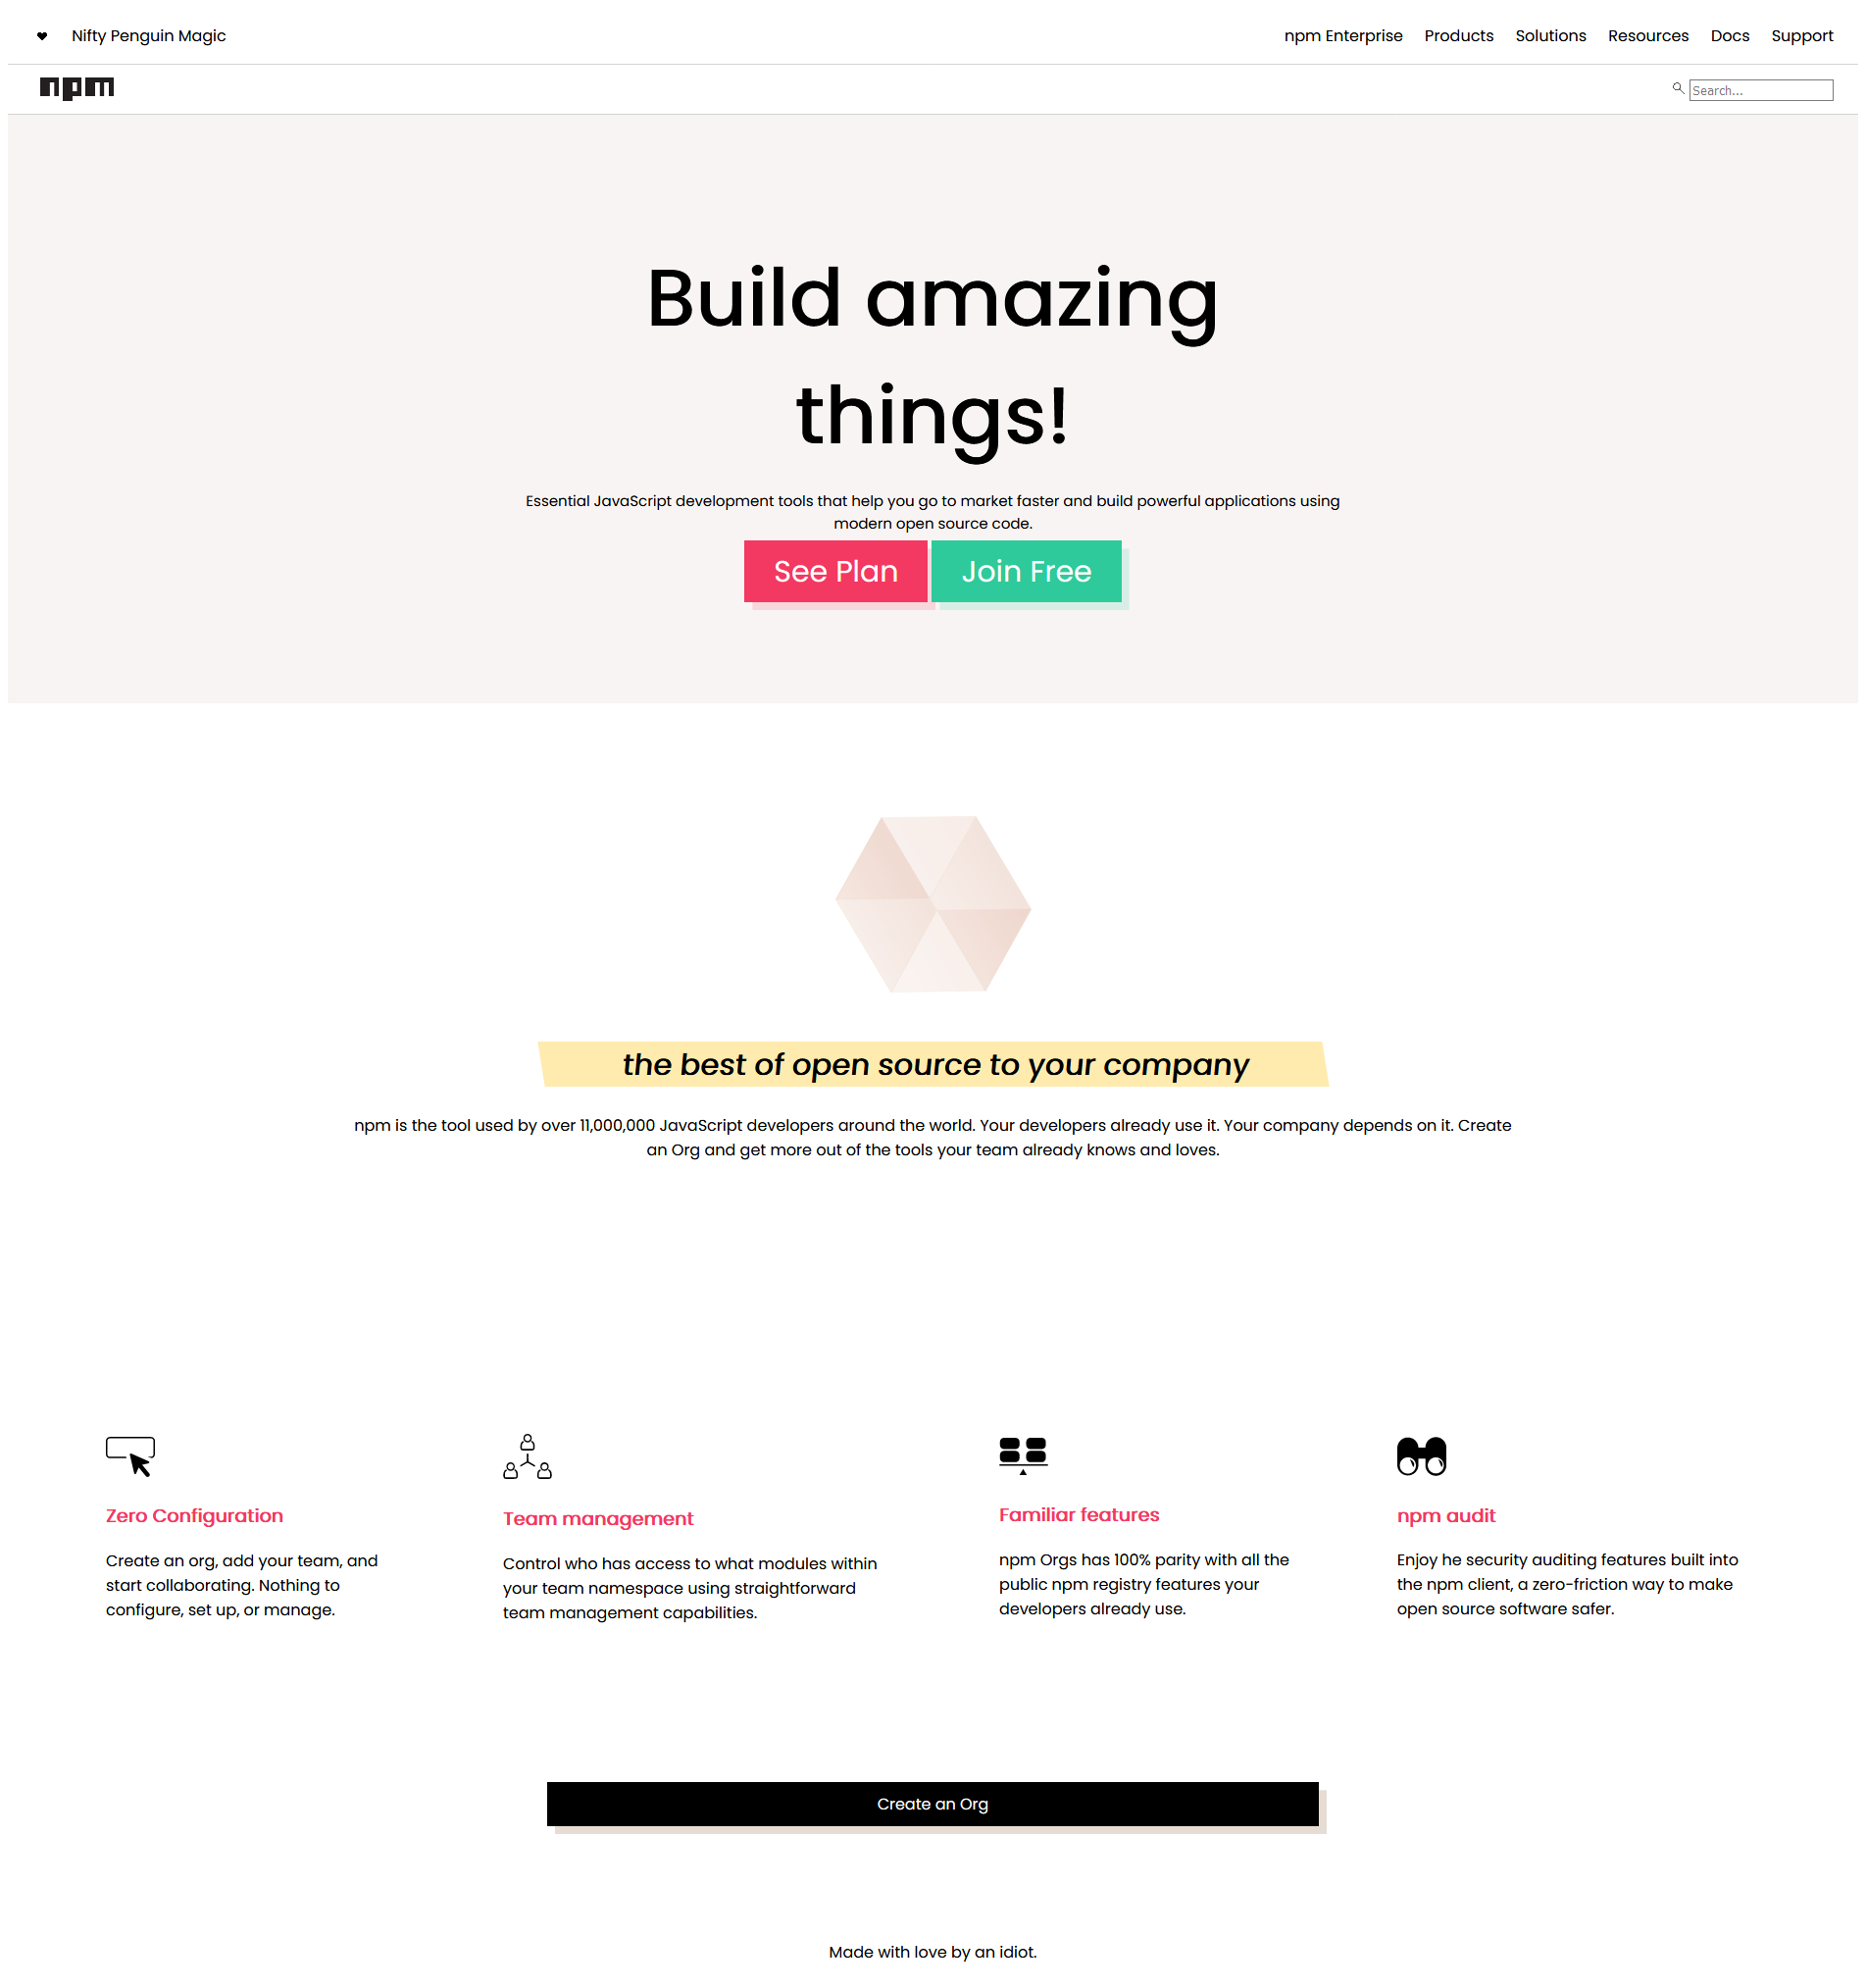 Nifty Penguin Magic
npm Enterprise Products Solutions Resources Docs Support
npm
Search...
Build amazing
things!
Essential JavaScript development tools that help you go to market faster and build powerful applications using
modern open source code.
See Plan
Join Free
the best of open source to your company
npm is the tool used by over 11,000,000 JavaScript developers around the world. Your developers already use it. Your company depends on it. Create
an Org and get more out of the tools your team already knows and loves.
Zero Configuration
Create an org, add your team, and
start collaborating. Nothing to
configure, set up, or manage.
Team management
Control who has access to what modules within
your team namespace using straightforward
team management capabilities.
Familiar features
npm Orgs has 100% parity with all the
public npm registry features your
developers already use.
npm audit
Enjoy he security auditing features built into
the npm client, a zero-friction way to make
open source software safer.
Create an Org
Made with love by an idiot.